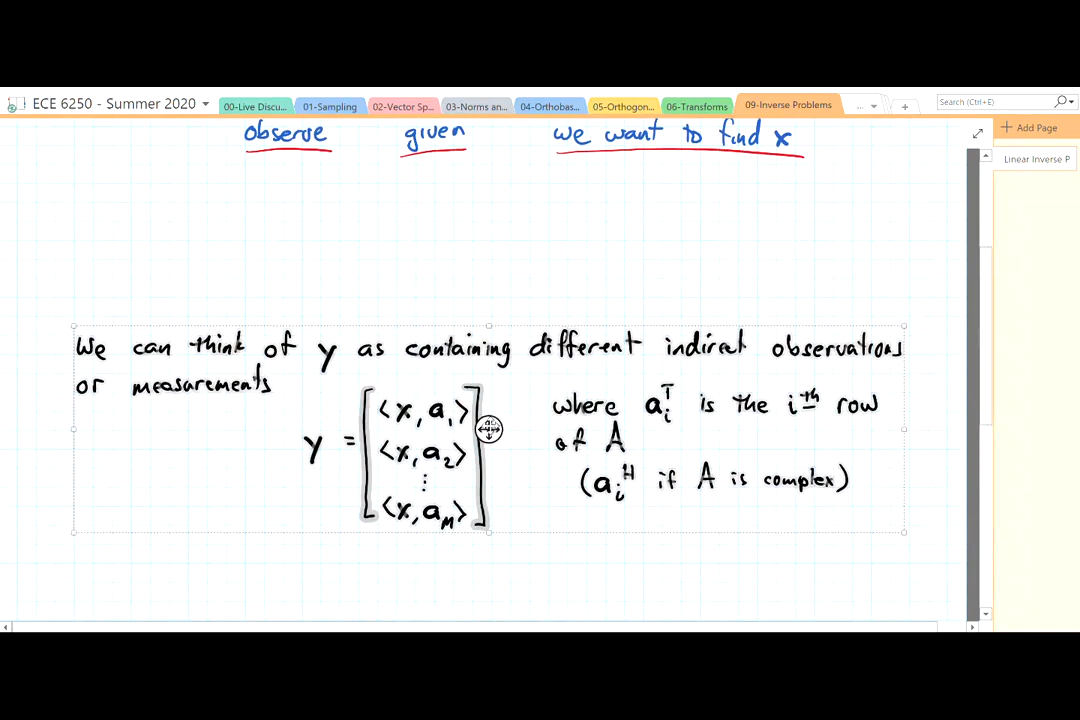 ECE 6250 - Summer 2020
00-Live Discu... 01-Sampling 02-Vector Sp... 03-Norms an... 04-Orthobas... 05-Orthogon... 06-Transforms 09-Inverse Problems ... +
Search (Ctrl+E)
+ Add Page
Linear Inverse P
observe given we want to find x
We can think of y as containing different indirect observations
or measurements
y = [⟨x, a₁⟩
⟨x, a₂⟩
⋮
⟨x, a_M⟩]
where aᵢᵀ is the i th row
of A
(aᵢᴴ if A is complex)